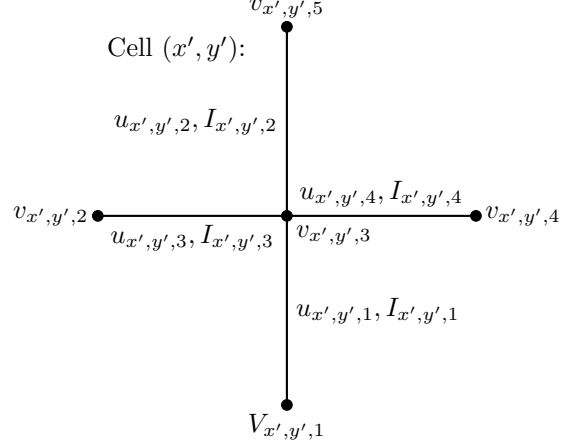 v_{x',y',5}
Cell (x', y'):
u_{x',y',2}, I_{x',y',2}
u_{x',y',4}, I_{x',y',4}
v_{x',y',2}
v_{x',y',4}
u_{x',y',3}, I_{x',y',3}
v_{x',y',3}
u_{x',y',1}, I_{x',y',1}
V_{x',y',1}